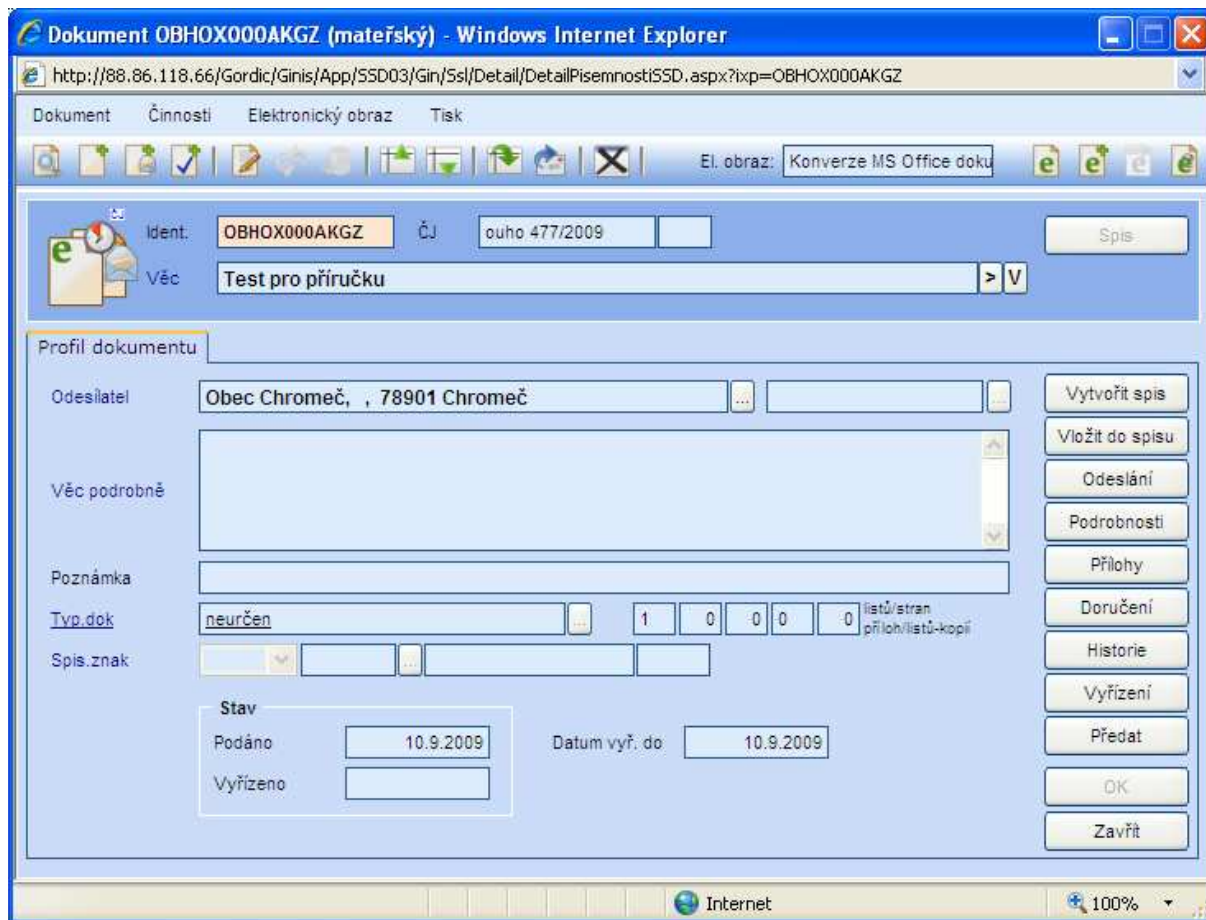 Dokument OBHOX000AKGZ (mateřský) - Windows Internet Explorer
http://88.86.118.66/Gordic/Ginis/App/SSD03/Gin/Ssl/Detail/DetailPisemnostiSSD.aspx?ixp=OBHOX000AKGZ
Dokument Činnosti Elektronický obraz Tisk
El. obraz: Konverze MS Office doku
Ident. OBHOX000AKGZ ČJ ouho 477/2009 Spis
Věc Test pro příručku > V
Profil dokumentu
Odesílatel Obec Chromeč, , 78901 Chromeč ... ... Vytvořit spis
Vložit do spisu
Věc podrobně Odeslání
Podrobnosti
Poznámka Přílohy
Typ.dok neurčen ... 1 0 0 0 0 listů/stran Doručení
příloh/listů-kopií
Spis.znak ... Historie
Stav Vyřízení
Podáno 10.9.2009 Datum vyř. do 10.9.2009 Předat
Vyřízeno OK
Zavřít
Internet 100%